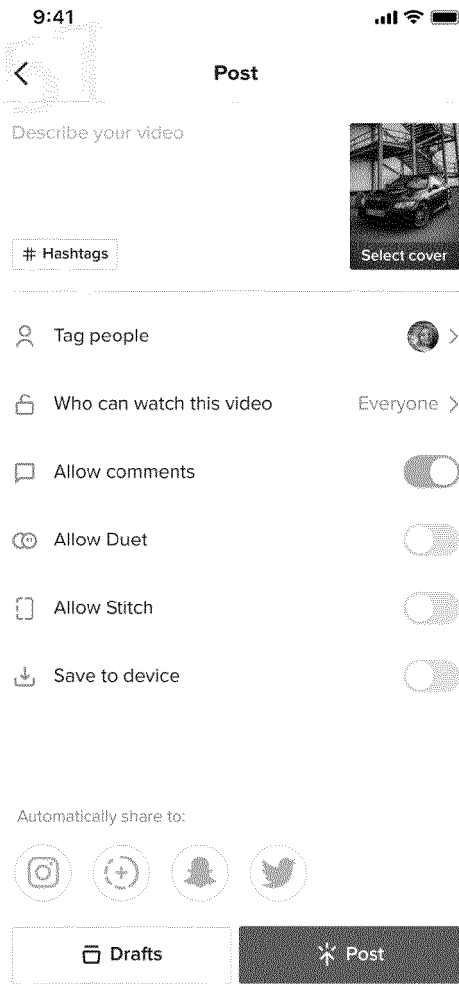 9:41
Post
Describe your video
# Hashtags
Select cover
Tag people
Who can watch this video
Everyone
Allow comments
Allow Duet
Allow Stitch
Save to device
Automatically share to:
Drafts
Post